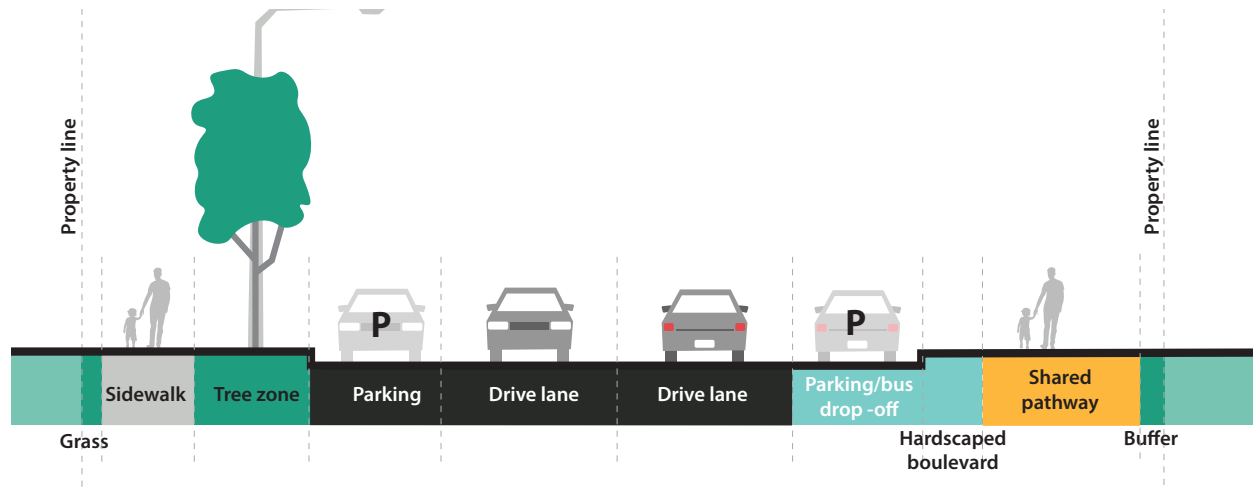 Property line
Property line
P
P
Sidewalk
Tree zone
Parking
Drive lane
Drive lane
Parking/bus
drop -off
Shared
pathway
Grass
Hardscaped
boulevard
Buffer